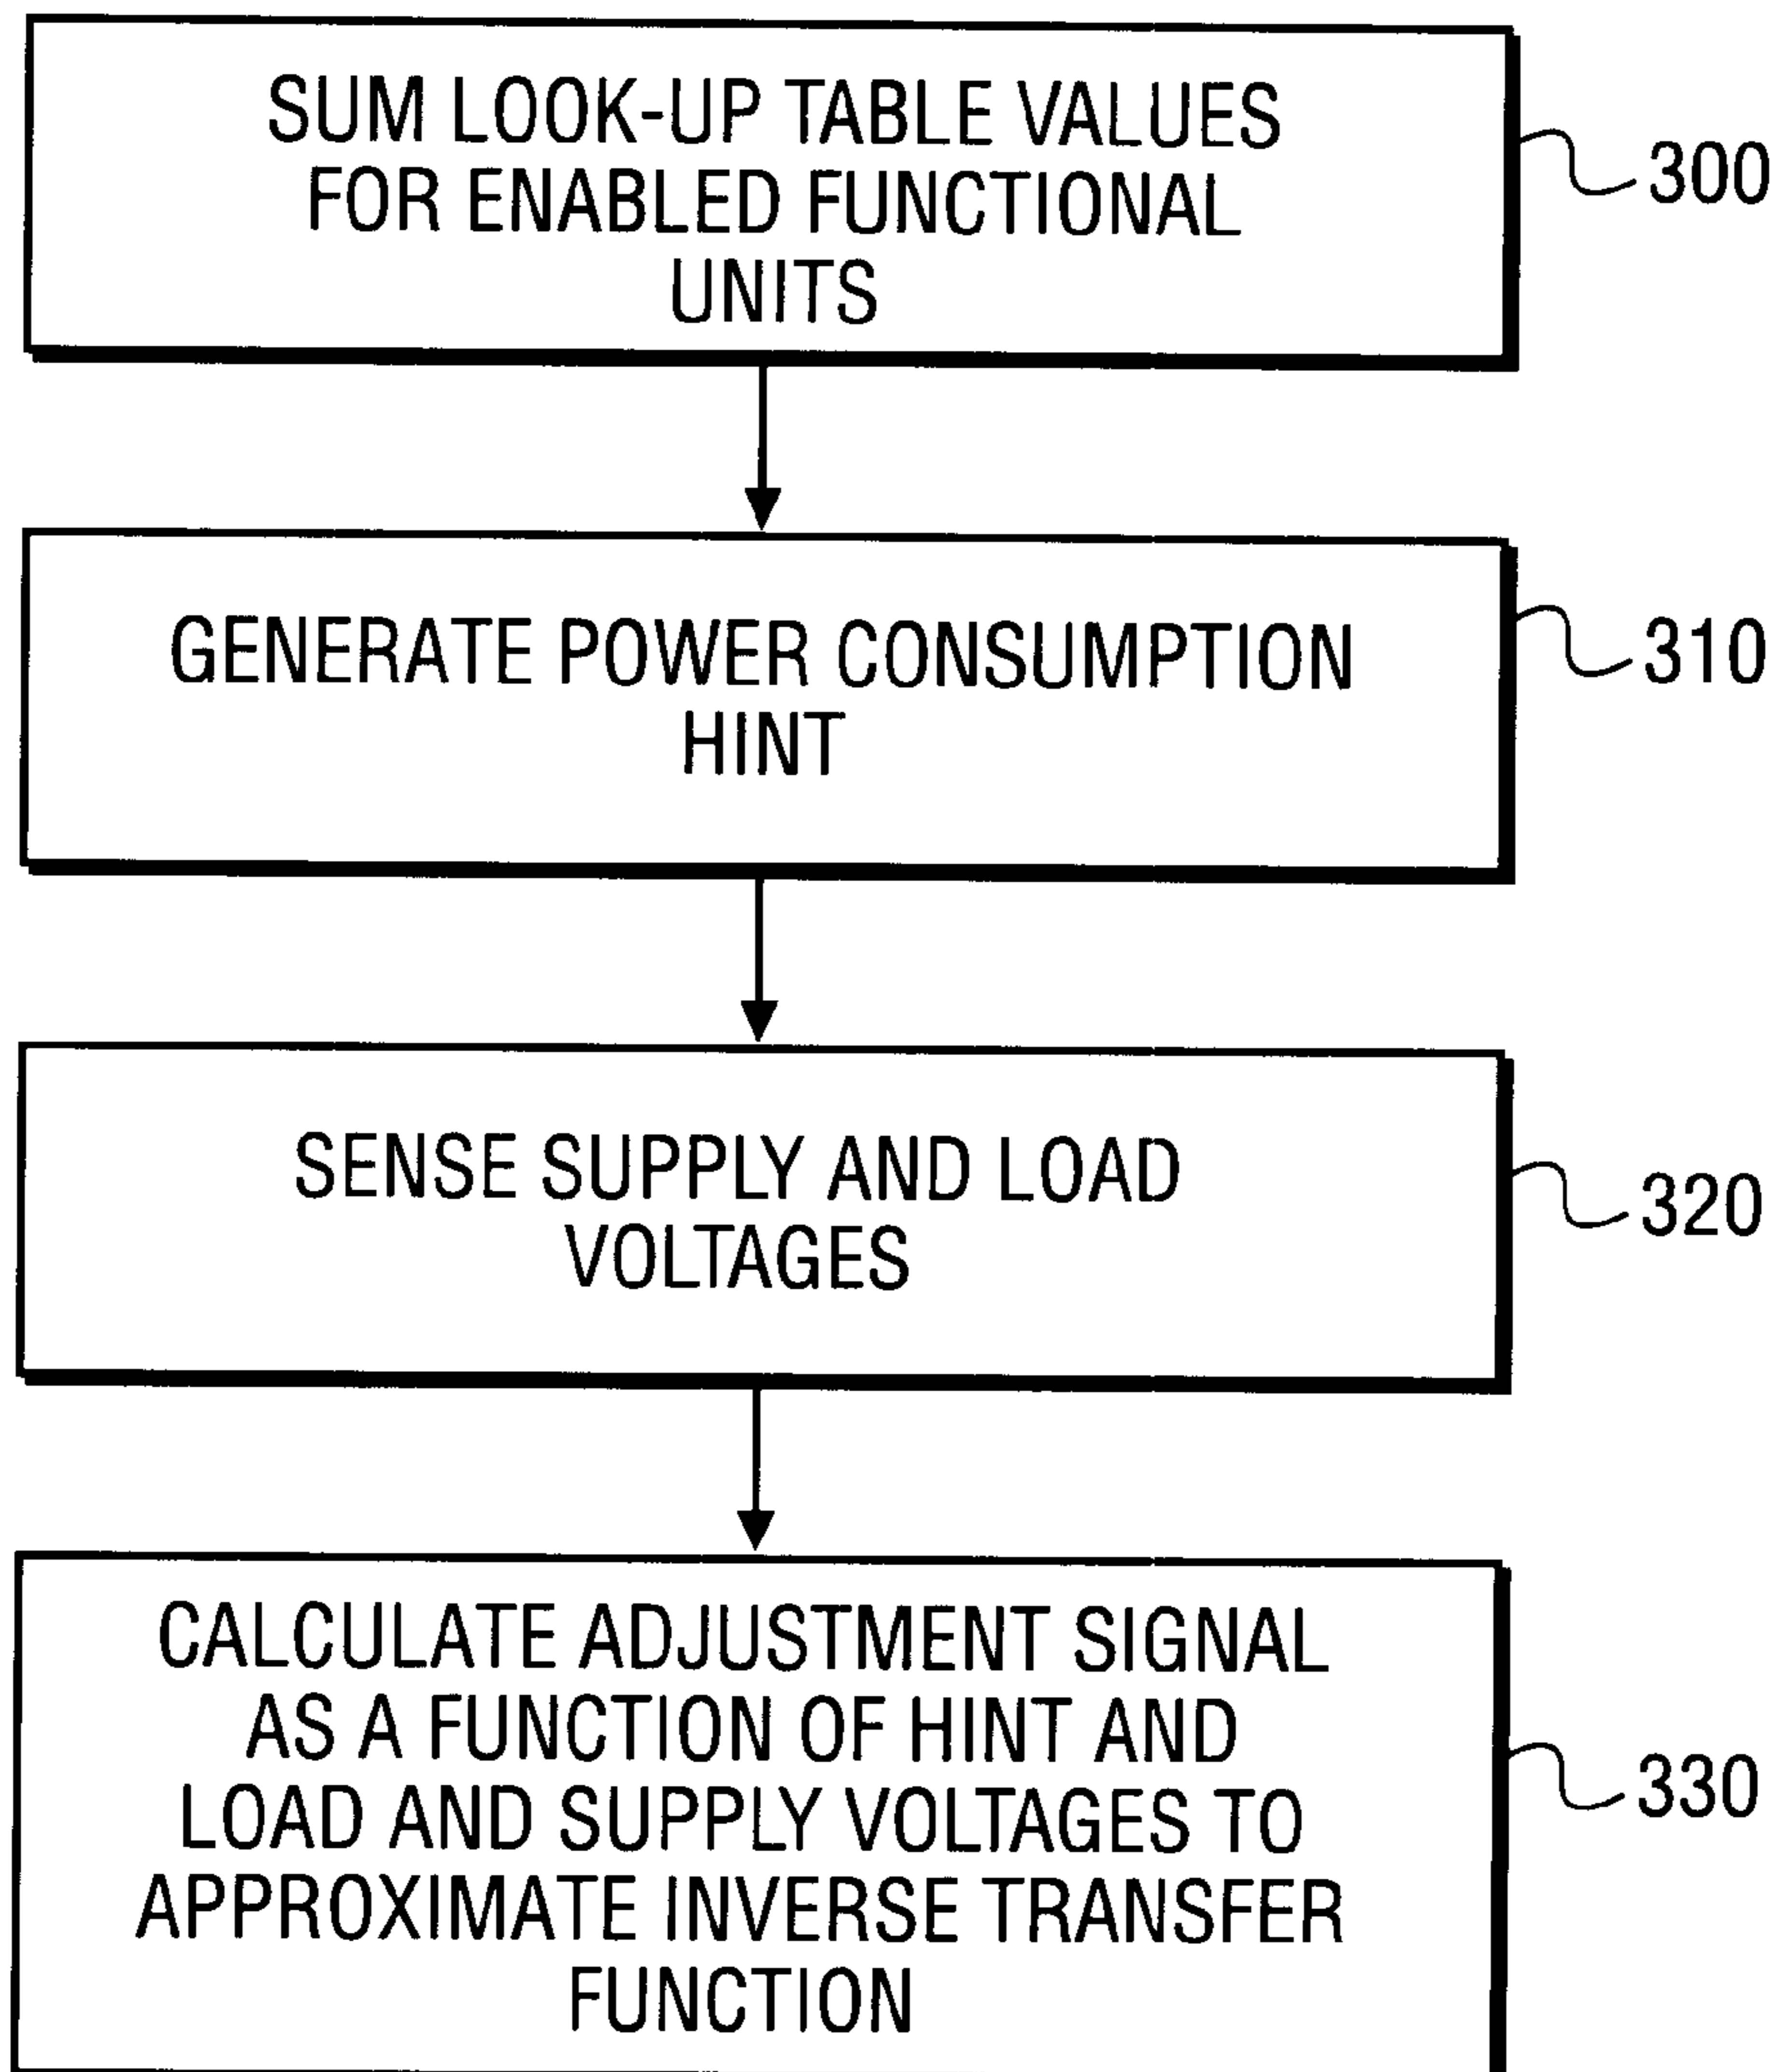 SUM LOOK-UP TABLE VALUES
FOR ENABLED FUNCTIONAL
UNITS
300
GENERATE POWER CONSUMPTION
HINT
310
SENSE SUPPLY AND LOAD
VOLTAGES
320
CALCULATE ADJUSTMENT SIGNAL
AS A FUNCTION OF HINT AND
LOAD AND SUPPLY VOLTAGES TO
APPROXIMATE INVERSE TRANSFER
FUNCTION
330